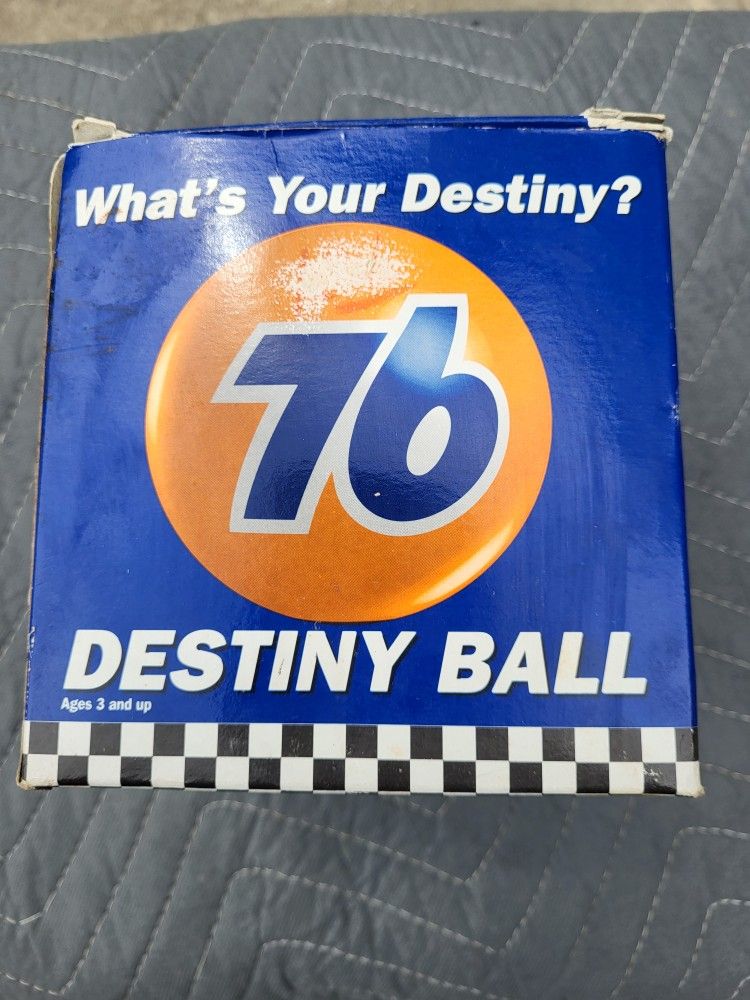 What's Your Destiny?
76
DESTINY BALL
Ages 3 and up